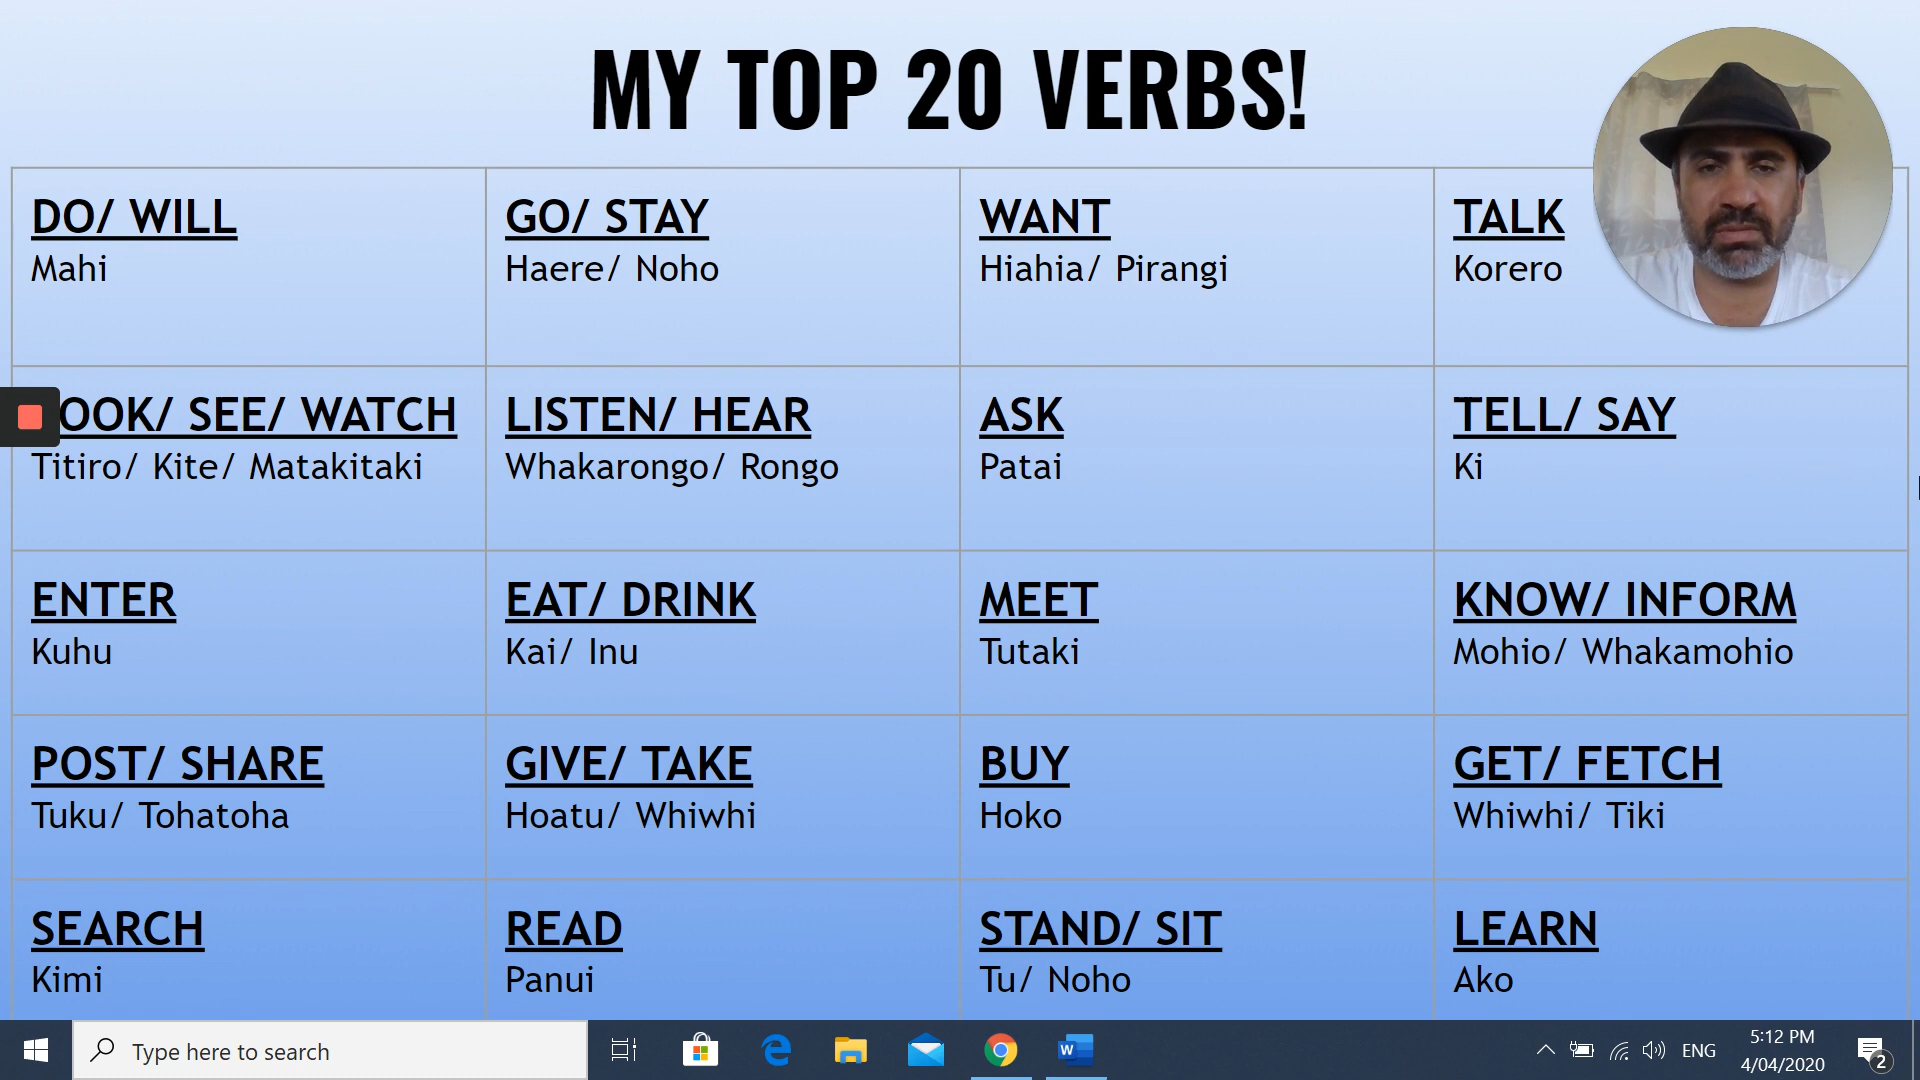 MY TOP 20 VERBS!
DO/ WILL
Mahi
GO/ STAY
Haere/ Noho
WANT
Hiahia/ Pirangi
TALK
Korero
OOK/ SEE/ WATCH
Titiro/ Kite/ Matakitaki
LISTEN/ HEAR
Whakarongo/ Rongo
ASK
Patai
TELL/ SAY
Ki
ENTER
Kuhu
EAT/ DRINK
Kai/ Inu
MEET
Tutaki
KNOW/ INFORM
Mohio/ Whakamohio
POST/ SHARE
Tuku/ Tohatoha
GIVE/ TAKE
Hoatu/ Whiwhi
BUY
Hoko
GET/ FETCH
Whiwhi/ Tiki
SEARCH
Kimi
READ
Panui
STAND/ SIT
Tu/ Noho
LEARN
Ako
Type here to search
W
ENG
5:12 PM
4/04/2020
2